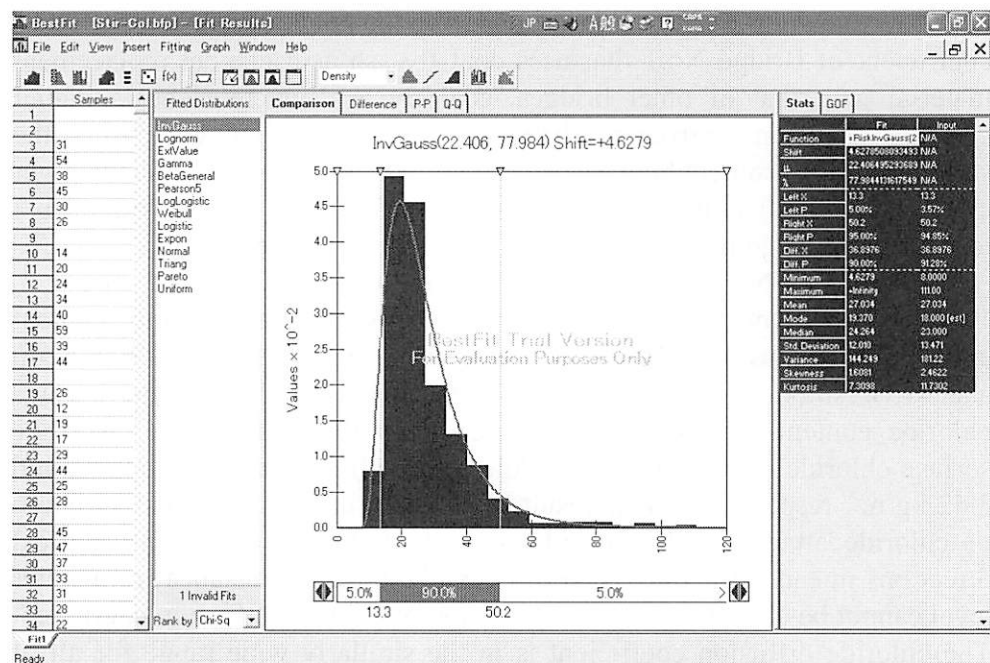 BestFit [Stir-Col.bfp] - [Fit Results]
JP A 般 CAPS KANA
File Edit View Insert Fitting Graph Window Help
f(x) Density
Samples
1
2
3 31
4 54
5 38
6 45
7 30
8 26
9
10 14
11 20
12 24
13 34
14 40
15 59
16 39
17 44
18
19 26
20 12
21 19
22 17
23 29
24 44
25 25
26 28
27
28 45
29 47
30 37
31 33
32 31
33 28
34 22
Fitted Distributions
InvGauss
Lognorm
ExtValue
Gamma
BetaGeneral
Pearson5
LogLogistic
Weibull
Logistic
Expon
Normal
Triang
Pareto
Uniform
1 Invalid Fits
Rank by Chi-Sq
Comparison Difference P-P Q-Q
InvGauss(22.406, 77.984) Shift=+4.6279
Values × 10^-2
5.0
4.5
4.0
3.5
3.0
2.5
2.0
1.5
1.0
0.5
0.0
BestFit Trial Version
For Evaluation Purposes Only
0 20 40 60 80 100 120
5.0% 90.0% 5.0% >
13.3 50.2
Stats GOF
Fit Input
Function =RiskInvGauss(2 N/A
Shift 4.6278508093493 N/A
μ 22.406495293689 N/A
λ 77.9844131617549 N/A
Left X 13.3 13.3
Left P 5.00% 3.57%
Right X 50.2 50.2
Right P 95.00% 94.85%
Diff. X 36.8976 36.8976
Diff. P 90.00% 91.28%
Minimum 4.6279 8.0000
Maximum +Infinity 111.00
Mean 27.034 27.034
Mode 19.370 18.000 [est]
Median 24.264 23.000
Std. Deviation 12.010 13.471
Variance 144.249 181.22
Skewness 1.6081 2.4622
Kurtosis 7.3098 11.7302
Fit1
Ready